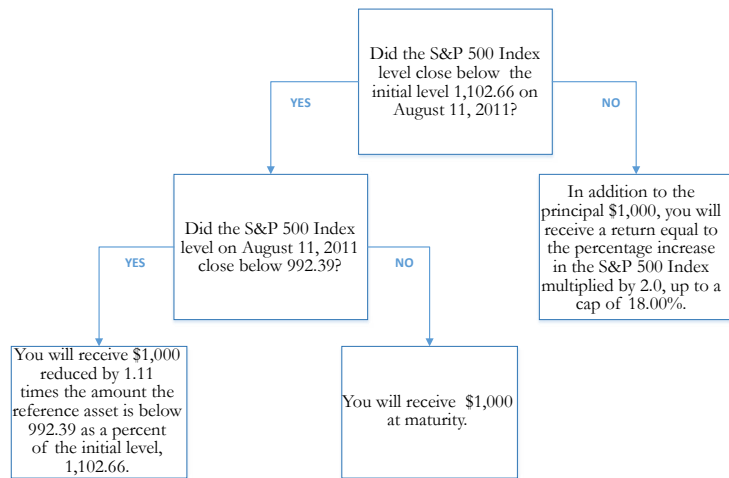 Did the S&P 500 Index
level close below the
initial level 1,102.66 on
August 11, 2011?
YES
NO
Did the S&P 500 Index
level on August 11, 2011
close below 992.39?
In addition to the
principal $1,000, you will
receive a return equal to
the percentage increase
in the S&P 500 Index
multiplied by 2.0, up to a
cap of 18.00%.
YES
NO
You will receive $1,000
reduced by 1.11
times the amount the
reference asset is below
992.39 as a percent
of the initial level,
1,102.66.
You will receive $1,000
at maturity.